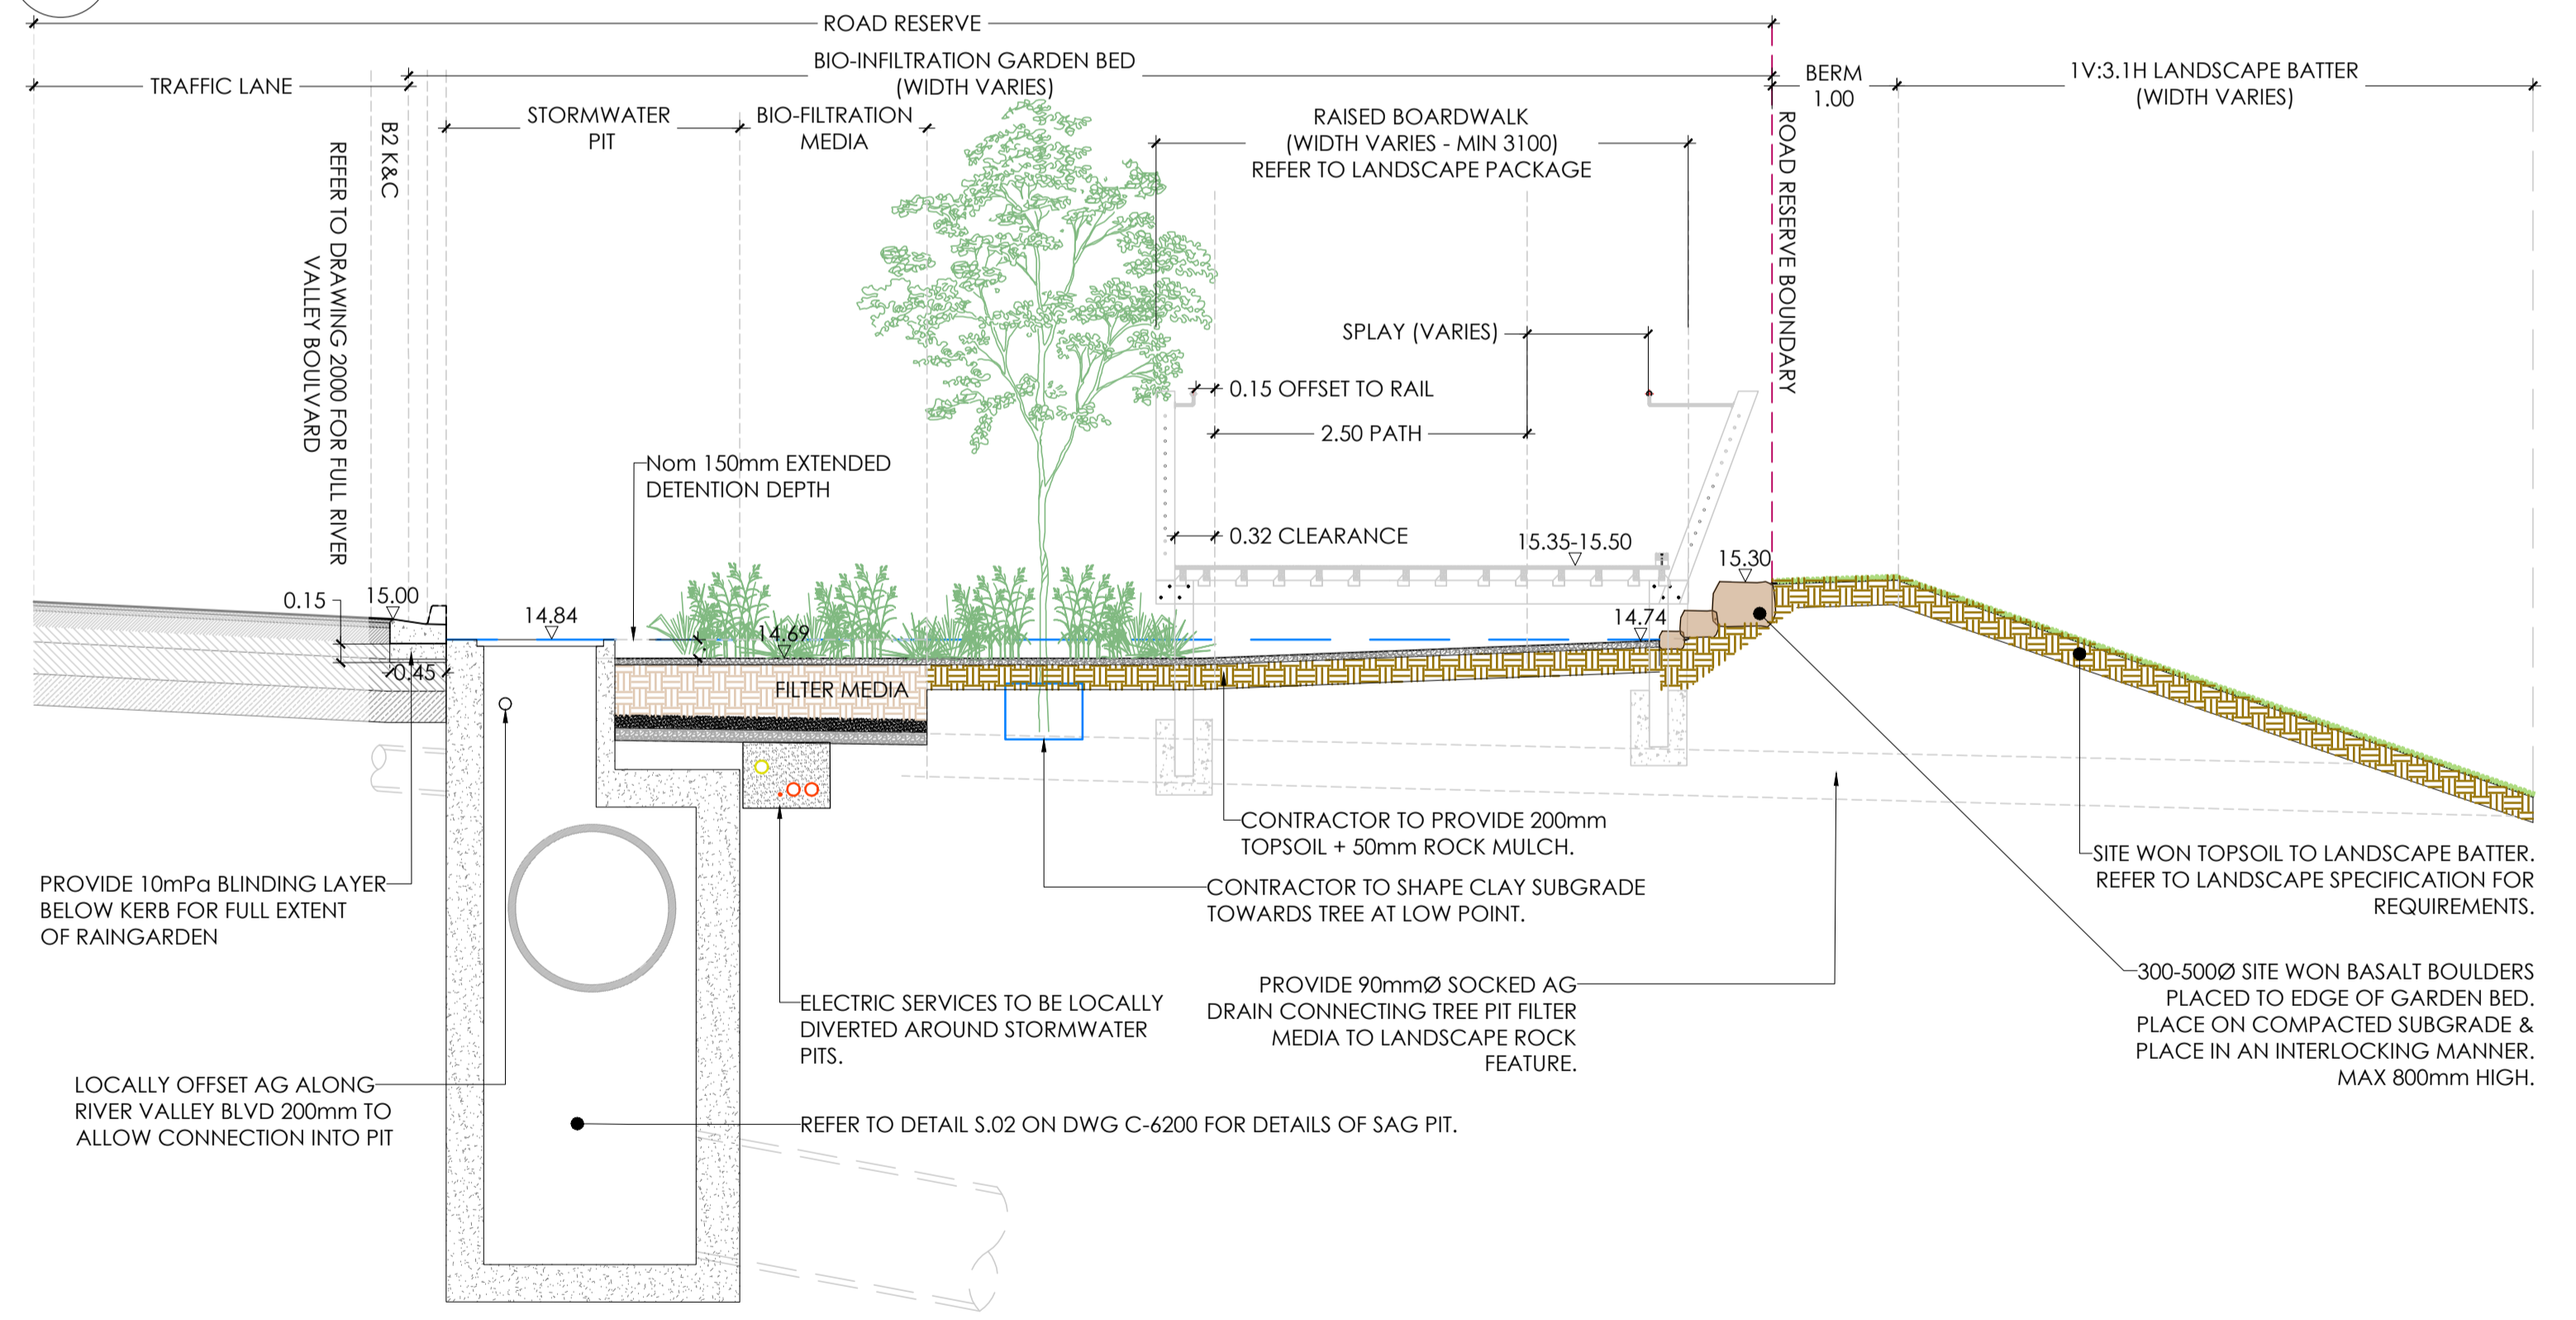 ROAD RESERVE
BIO-INFILTRATION GARDEN BED
(WIDTH VARIES)
TRAFFIC LANE
BERM
1.00
1V:3.1H LANDSCAPE BATTER
(WIDTH VARIES)
STORMWATER
PIT
BIO-FILTRATION
MEDIA
RAISED BOARDWALK
(WIDTH VARIES - MIN 3100)
REFER TO LANDSCAPE PACKAGE
B2 K&C
REFER TO DRAWING 2000 FOR FULL RIVER
VALLEY BOULVARD
ROAD RESERVE BOUNDARY
SPLAY (VARIES)
0.15 OFFSET TO RAIL
2.50 PATH
Nom 150mm EXTENDED
DETENTION DEPTH
0.32 CLEARANCE
15.35-15.50
15.30
0.15
15.00
14.84
14.69
14.74
0.45
FILTER MEDIA
CONTRACTOR TO PROVIDE 200mm
TOPSOIL + 50mm ROCK MULCH.
CONTRACTOR TO SHAPE CLAY SUBGRADE
TOWARDS TREE AT LOW POINT.
SITE WON TOPSOIL TO LANDSCAPE BATTER.
REFER TO LANDSCAPE SPECIFICATION FOR
REQUIREMENTS.
PROVIDE 10mPa BLINDING LAYER
BELOW KERB FOR FULL EXTENT
OF RAINGARDEN
PROVIDE 90mmØ SOCKED AG
DRAIN CONNECTING TREE PIT FILTER
MEDIA TO LANDSCAPE ROCK
FEATURE.
300-500Ø SITE WON BASALT BOULDERS
PLACED TO EDGE OF GARDEN BED.
PLACE ON COMPACTED SUBGRADE &
PLACE IN AN INTERLOCKING MANNER.
MAX 800mm HIGH.
ELECTRIC SERVICES TO BE LOCALLY
DIVERTED AROUND STORMWATER
PITS.
LOCALLY OFFSET AG ALONG
RIVER VALLEY BLVD 200mm TO
ALLOW CONNECTION INTO PIT
REFER TO DETAIL S.02 ON DWG C-6200 FOR DETAILS OF SAG PIT.